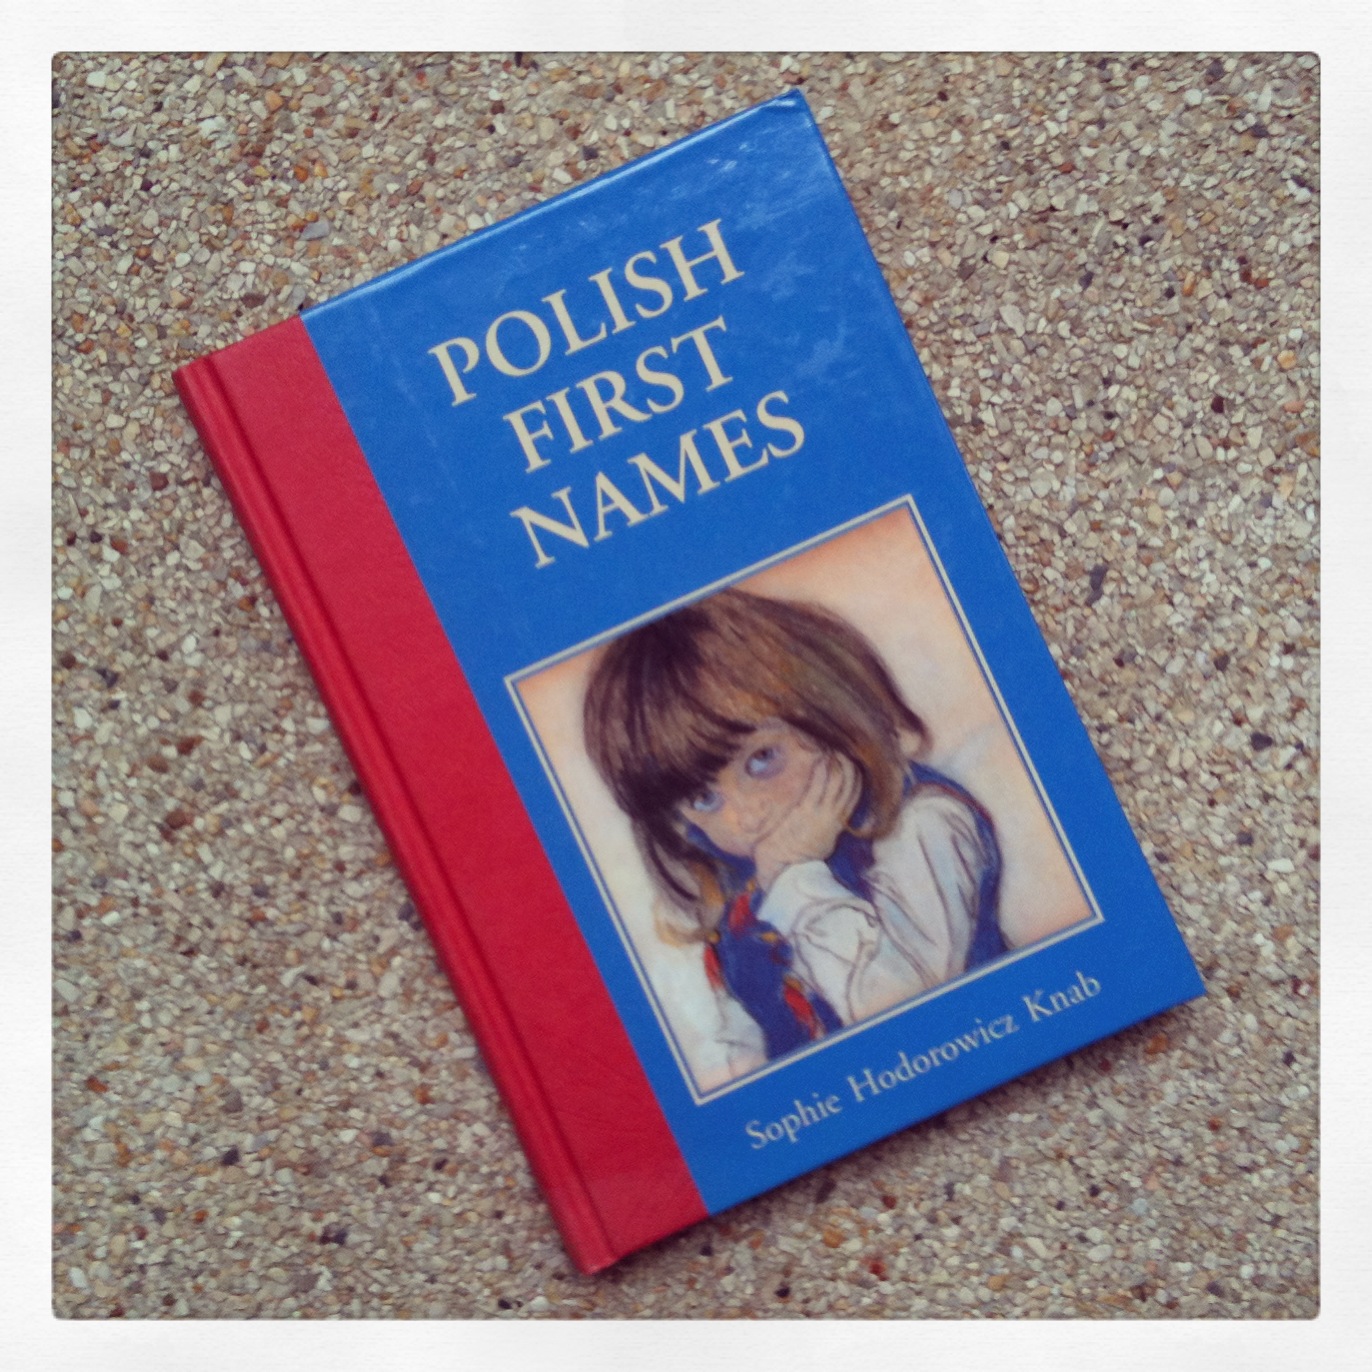 POLISH
FIRST
NAMES
Sophie Hodorowicz Knab